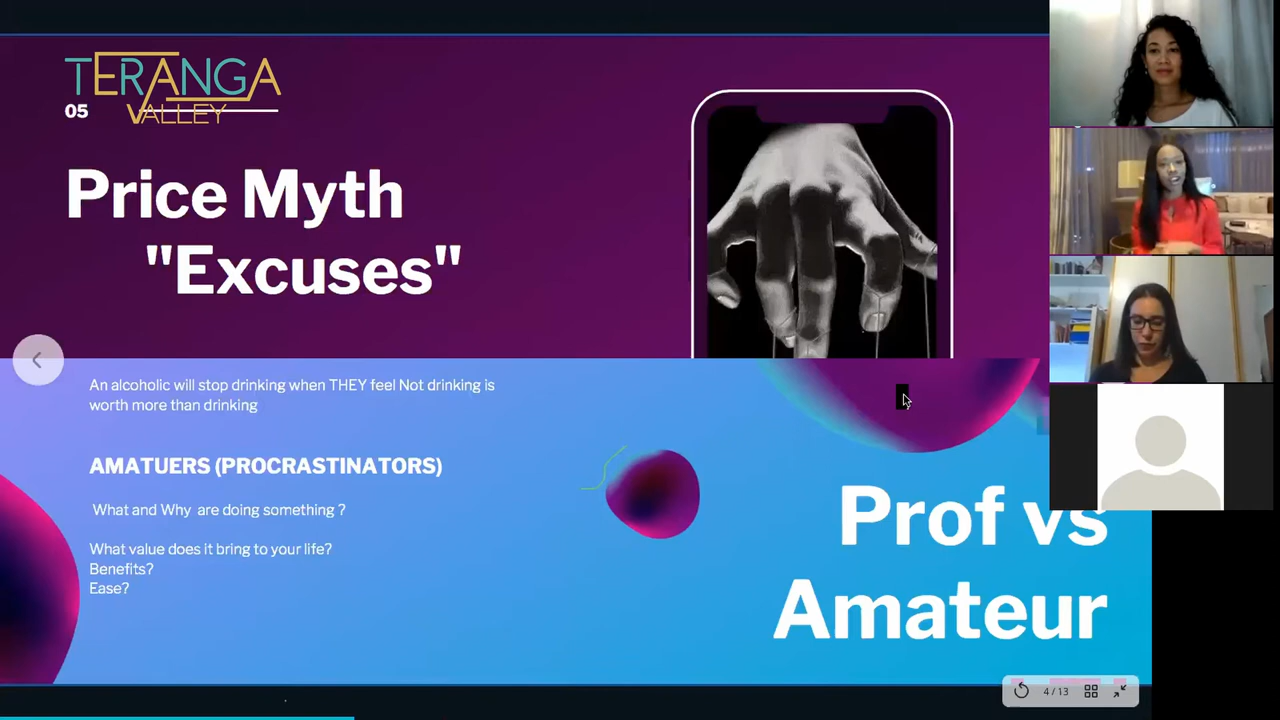 TERANGA
05
VALLEY
Price Myth
"Excuses"
An alcoholic will stop drinking when THEY feel Not drinking is
worth more than drinking
AMATUERS (PROCRASTINATORS)
What and Why are doing something ?
What value does it bring to your life?
Benefits?
Ease?
Prof vs
Amateur
4 / 13